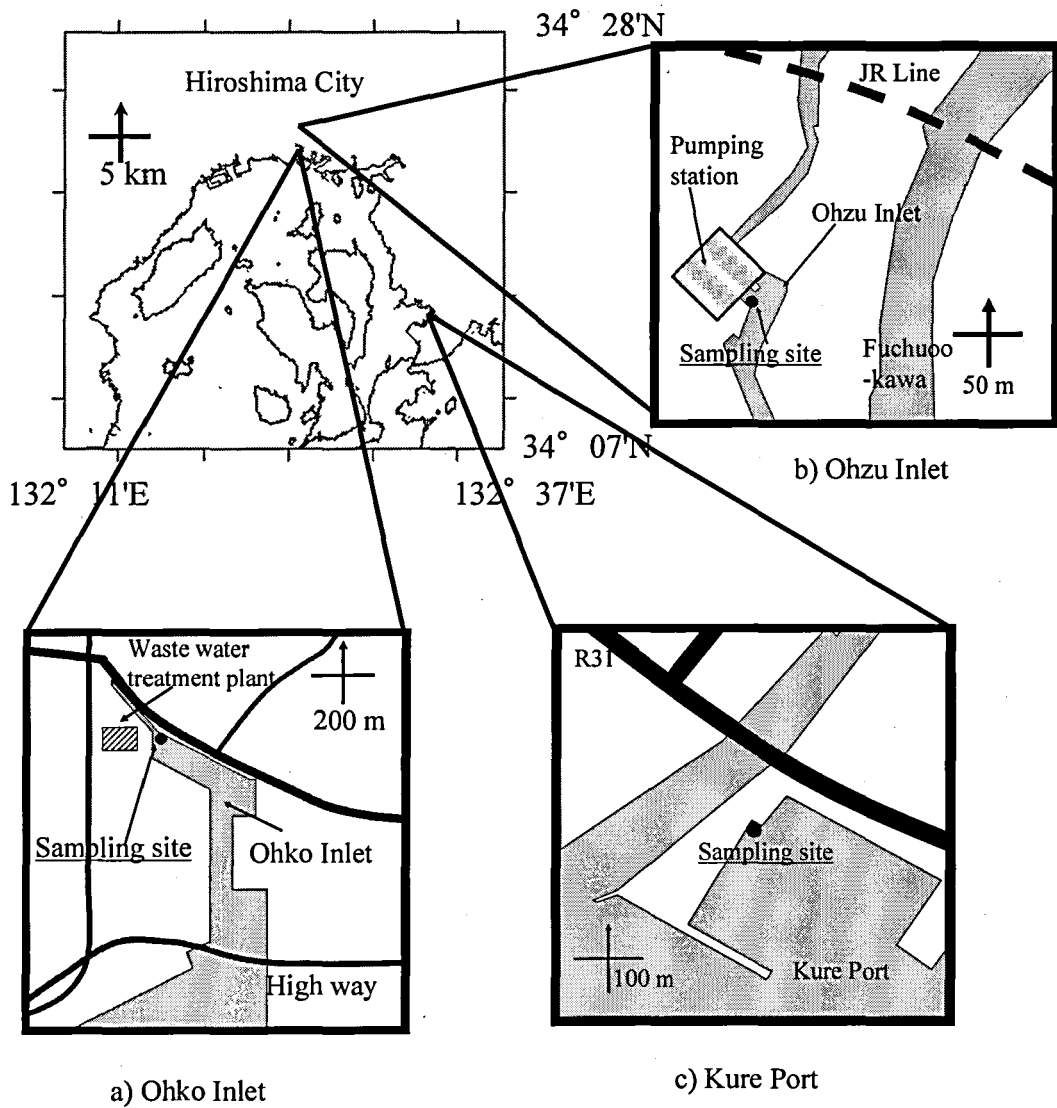 34° 28'N
Hiroshima City
5 km
34° 07'N
132° 11'E
132° 37'E
JR Line
Pumping
station
Ohzu Inlet
Sampling site
Fuchuoo
-kawa
50 m
b) Ohzu Inlet
Waste water
treatment plant
200 m
Sampling site
Ohko Inlet
High way
a) Ohko Inlet
R31
Sampling site
100 m
Kure Port
c) Kure Port